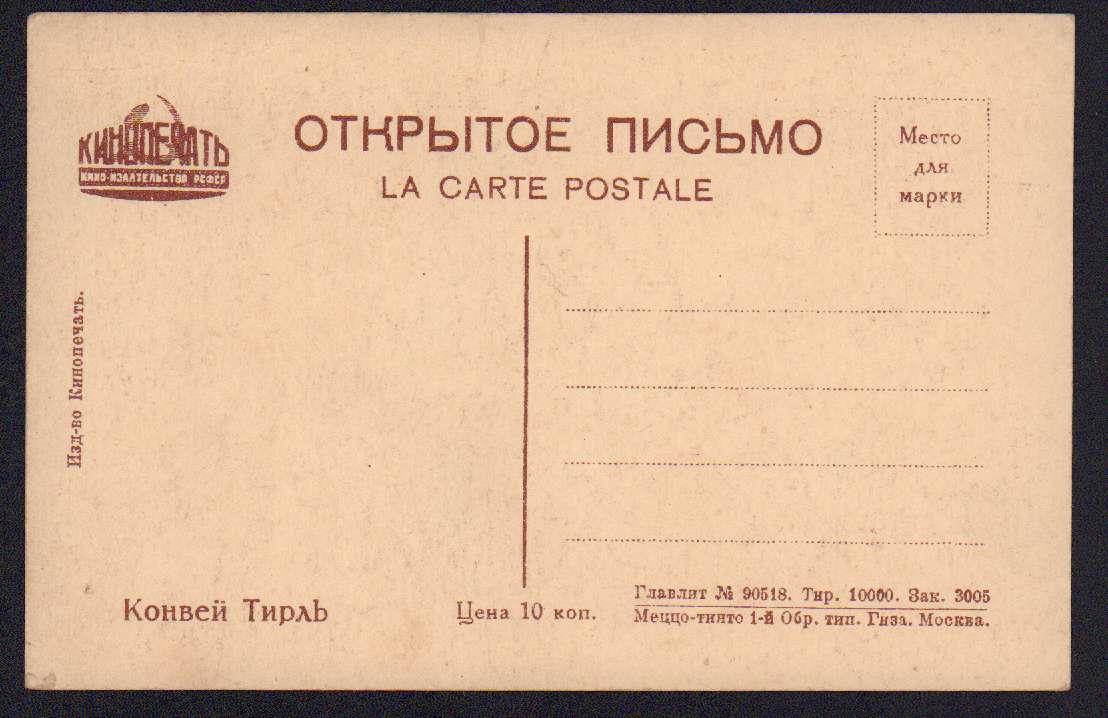 КИНОПЕЧАТЬ
КИНО-ИЗДАТЕЛЬСТВО РСФСР
ОТКРЫТОЕ ПИСЬМО
LA CARTE POSTALE
Место
для
марки
Изд-во Кинопечать.
Конвей Тирль
Цена 10 коп.
Главлит № 90518. Тир. 10000. Зак. 3005
Меццо-тинто 1-й Обр. тип. Гиза. Москва.